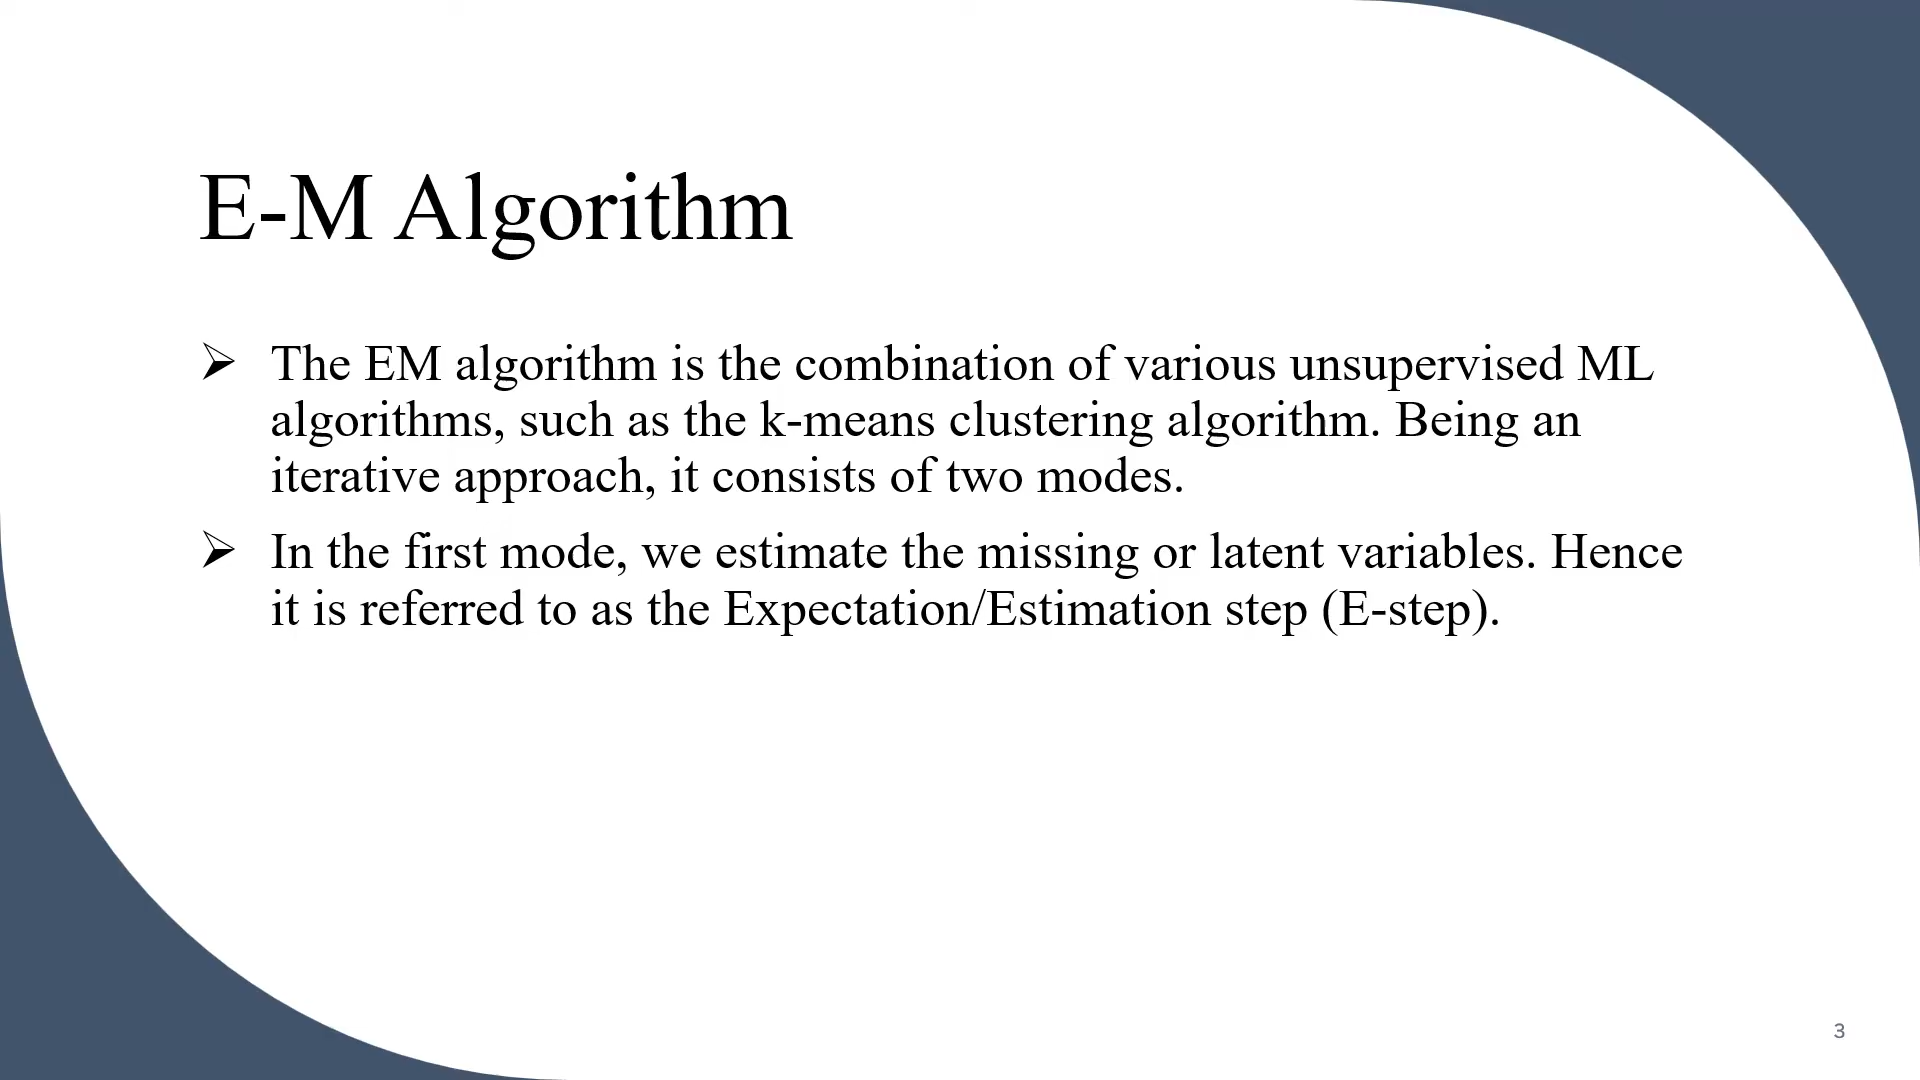 E-M Algorithm
➢ The EM algorithm is the combination of various unsupervised ML
algorithms, such as the k-means clustering algorithm. Being an
iterative approach, it consists of two modes.
➢ In the first mode, we estimate the missing or latent variables. Hence
it is referred to as the Expectation/Estimation step (E-step).
3